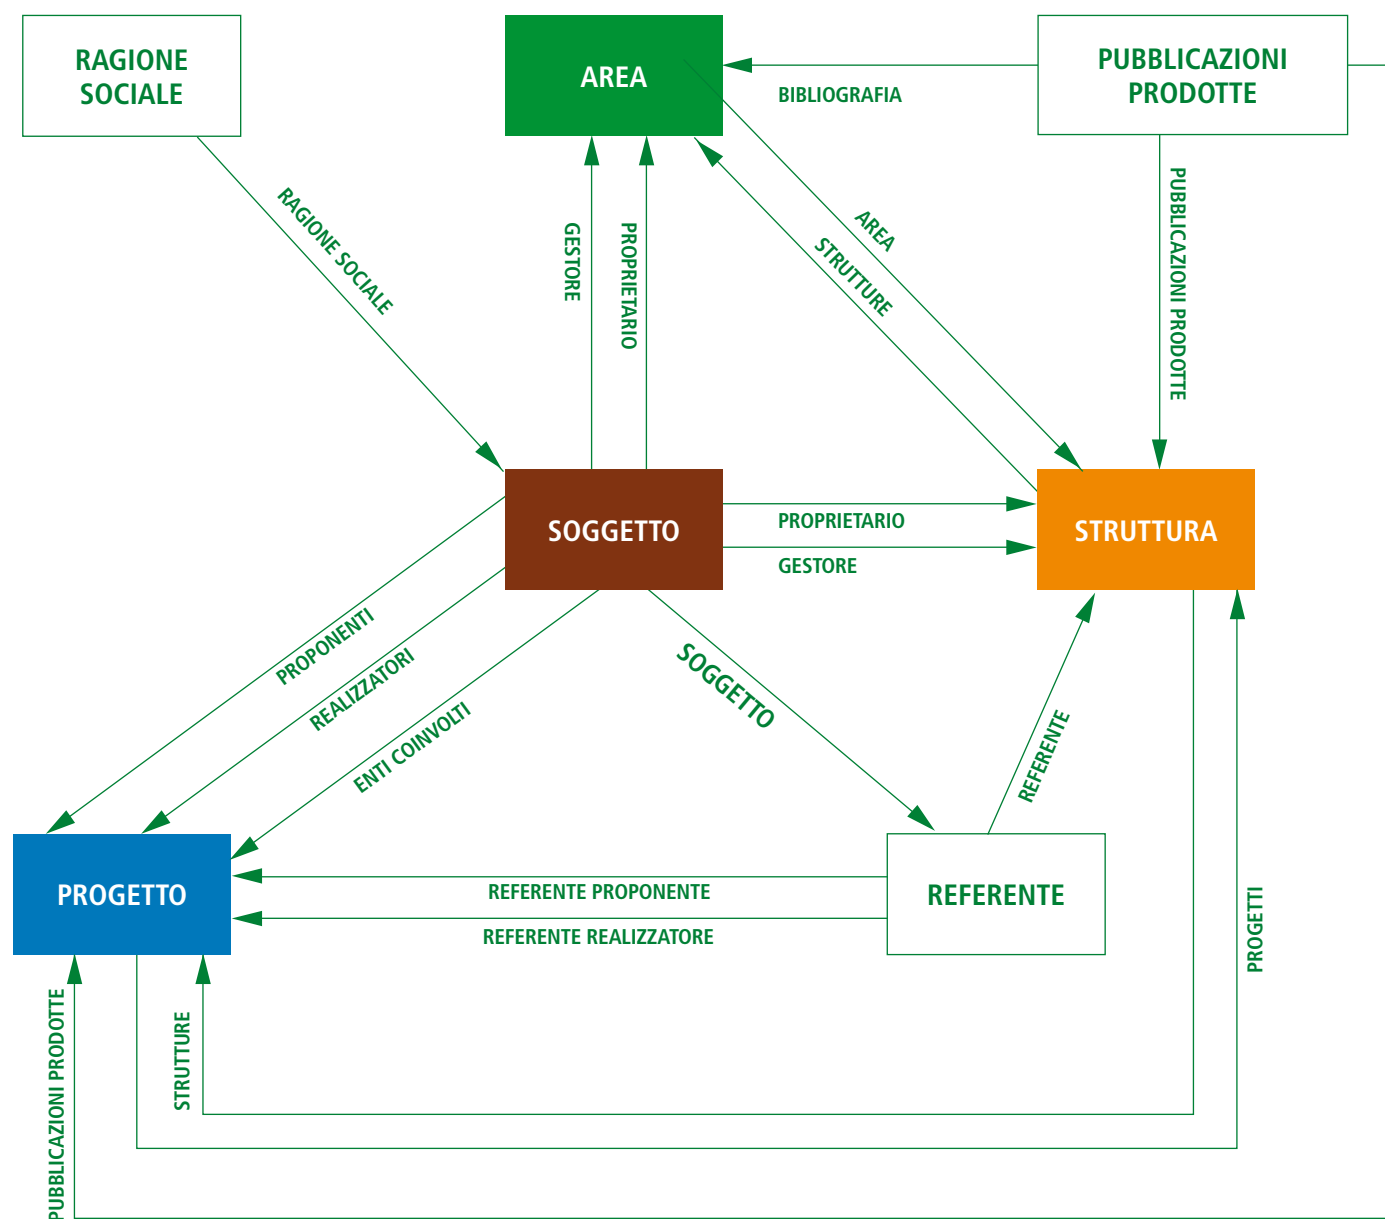 RAGIONE
SOCIALE
AREA
PUBBLICAZIONI
PRODOTTE
BIBLIOGRAFIA
RAGIONE SOCIALE
GESTORE
PROPRIETARIO
AREA
STRUTTURE
PUBBLICAZIONI PRODOTTE
SOGGETTO
PROPRIETARIO
GESTORE
STRUTTURA
PROPONENTI
REALIZZATORI
ENTI COINVOLTI
SOGGETTO
REFERENTE
PROGETTO
REFERENTE PROPONENTE
REFERENTE REALIZZATORE
REFERENTE
PROGETTI
PUBBLICAZIONI PRODOTTE
STRUTTURE